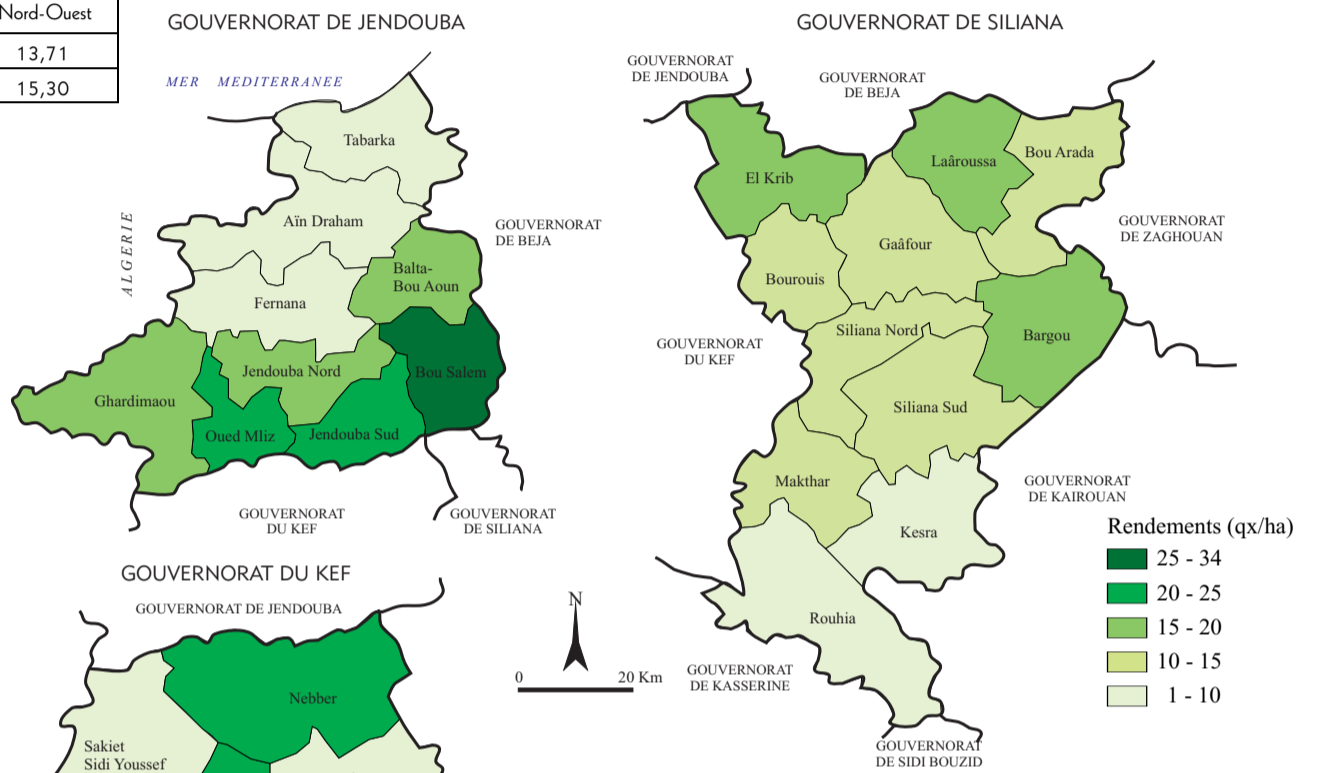 Nord-Ouest
13,71
15,30
GOUVERNORAT DE JENDOUBA
MER MEDITERRANEE
ALGERIE
Tabarka
Aïn Draham
GOUVERNORAT
DE BEJA
Balta-
Bou Aoun
Fernana
Jendouba Nord
Bou Salem
Ghardimaou
Oued Mliz
Jendouba Sud
GOUVERNORAT
DU KEF
GOUVERNORAT
DE SILIANA
GOUVERNORAT DU KEF
GOUVERNORAT DE JENDOUBA
Nebber
Sakiet
Sidi Youssef
N
0 20 Km
GOUVERNORAT DE SILIANA
GOUVERNORAT
DE JENDOUBA
GOUVERNORAT
DE BEJA
El Krib
Laâroussa
Bou Arada
GOUVERNORAT
DE ZAGHOUAN
Gaâfour
Bourouis
Siliana Nord
Bargou
GOUVERNORAT
DU KEF
Siliana Sud
Makthar
GOUVERNORAT
DE KAIROUAN
Kesra
Rouhia
GOUVERNORAT
DE KASSERINE
GOUVERNORAT
DE SIDI BOUZID
Rendements (qx/ha)
25 - 34
20 - 25
15 - 20
10 - 15
1 - 10